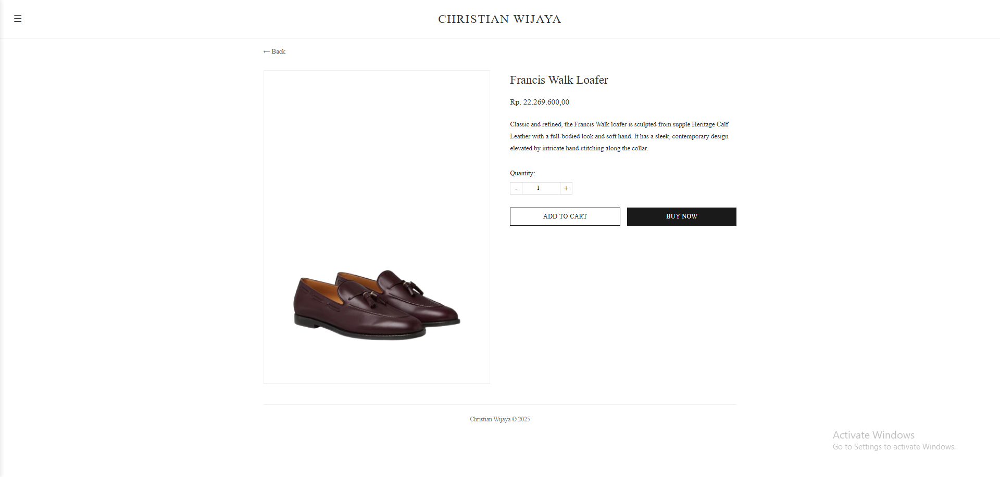 ☰
CHRISTIAN WIJAYA
← Back
Francis Walk Loafer
Rp. 22.269.600,00
Classic and refined, the Francis Walk loafer is sculpted from supple Heritage Calf
Leather with a full-bodied look and soft hand. It has a sleek, contemporary design
elevated by intricate hand-stitching along the collar.
Quantity:
- 1 +
ADD TO CART BUY NOW
Christian Wijaya © 2025
Activate Windows
Go to Settings to activate Windows.